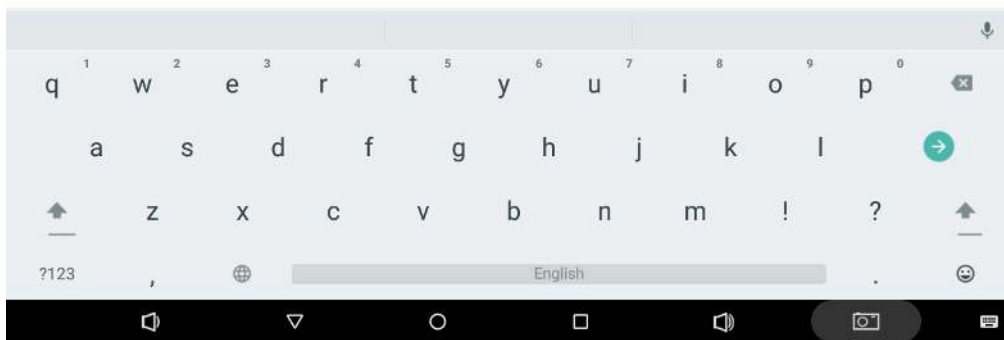 q 1 w 2 e 3 r 4 t 5 y 6 u 7 i 8 o 9 p 0
a s d f g h j k l
z x c v b n m ! ?
?123 , English .